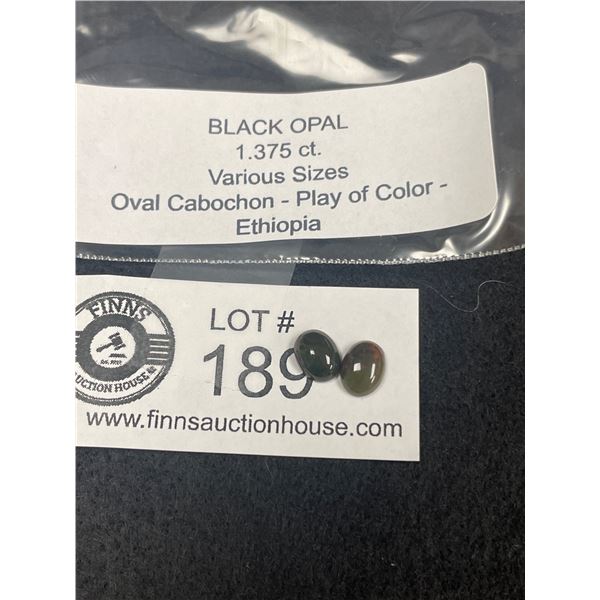 BLACK OPAL
1.375 ct.
Various Sizes
Oval Cabochon - Play of Color -
Ethiopia
FINNS
AUCTION HOUSE
LOT #
189
www.finnsauctionhouse.com